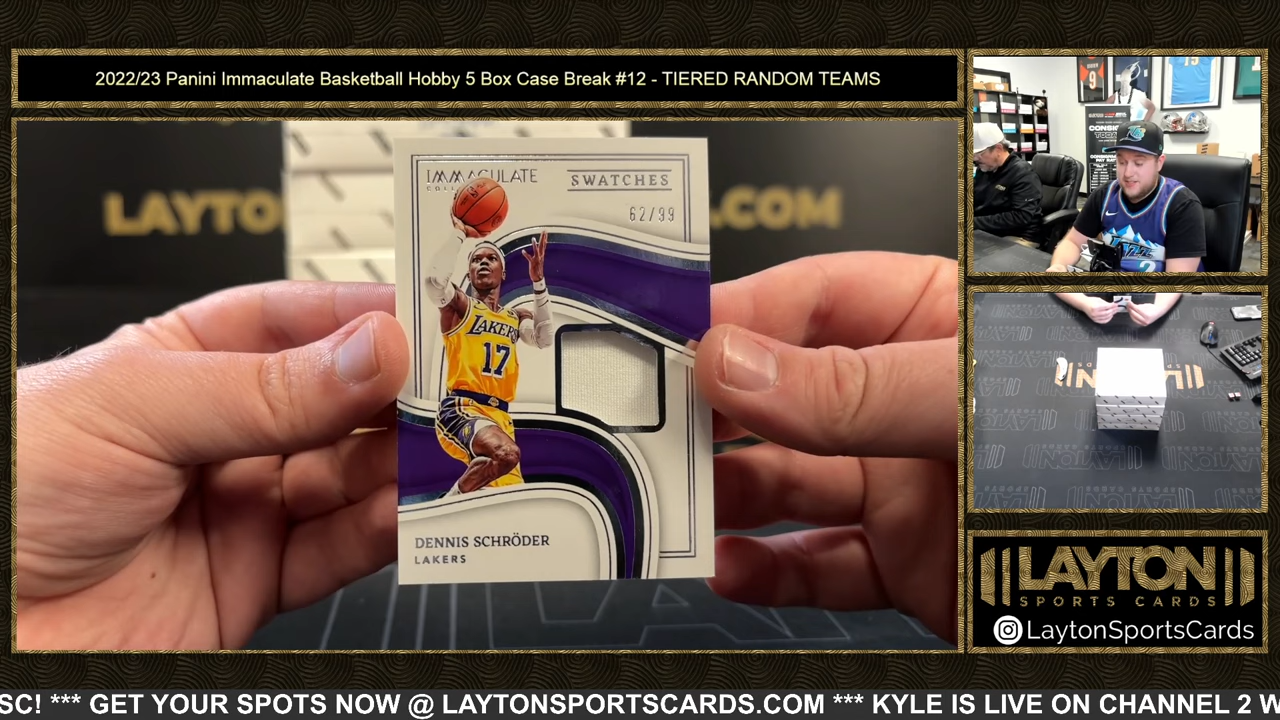 2022/23 Panini Immaculate Basketball Hobby 5 Box Case Break #12 - TIERED RANDOM TEAMS
LAYTO .COM
IMMACULATE
SWATCHES
62/99
LAKERS
17
DENNIS SCHRÖDER
LAKERS
JAZZ
LAYTON
SPORTS CARDS
LaytonSportsCards
SC! *** GET YOUR SPOTS NOW @ LAYTONSPORTSCARDS.COM *** KYLE IS LIVE ON CHANNEL 2 W